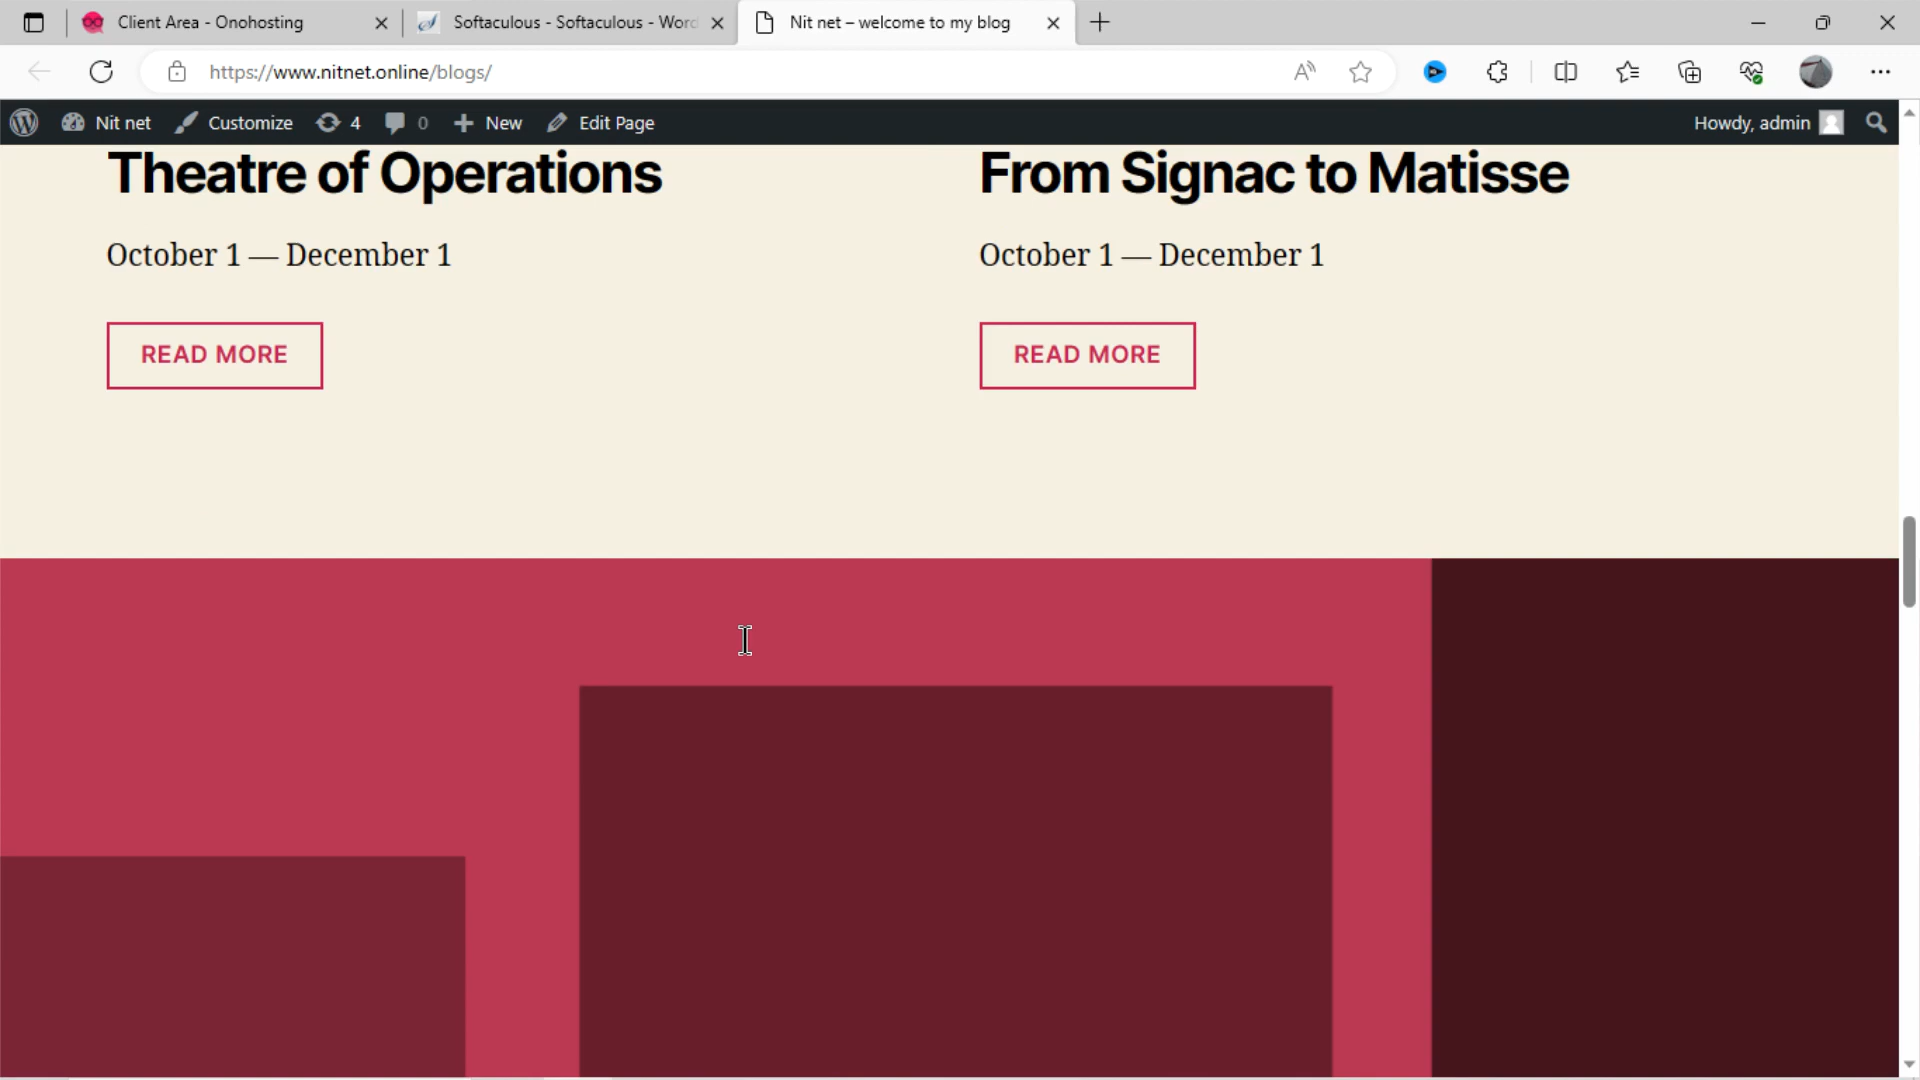 Client Area - Onohosting
Softaculous - Softaculous - Wor
Nit net – welcome to my blog
https://www.nitnet.online/blogs/
Nit net
Customize
4
0
New
Edit Page
Howdy, admin
Theatre of Operations
From Signac to Matisse
October 1 — December 1
October 1 — December 1
READ MORE
READ MORE